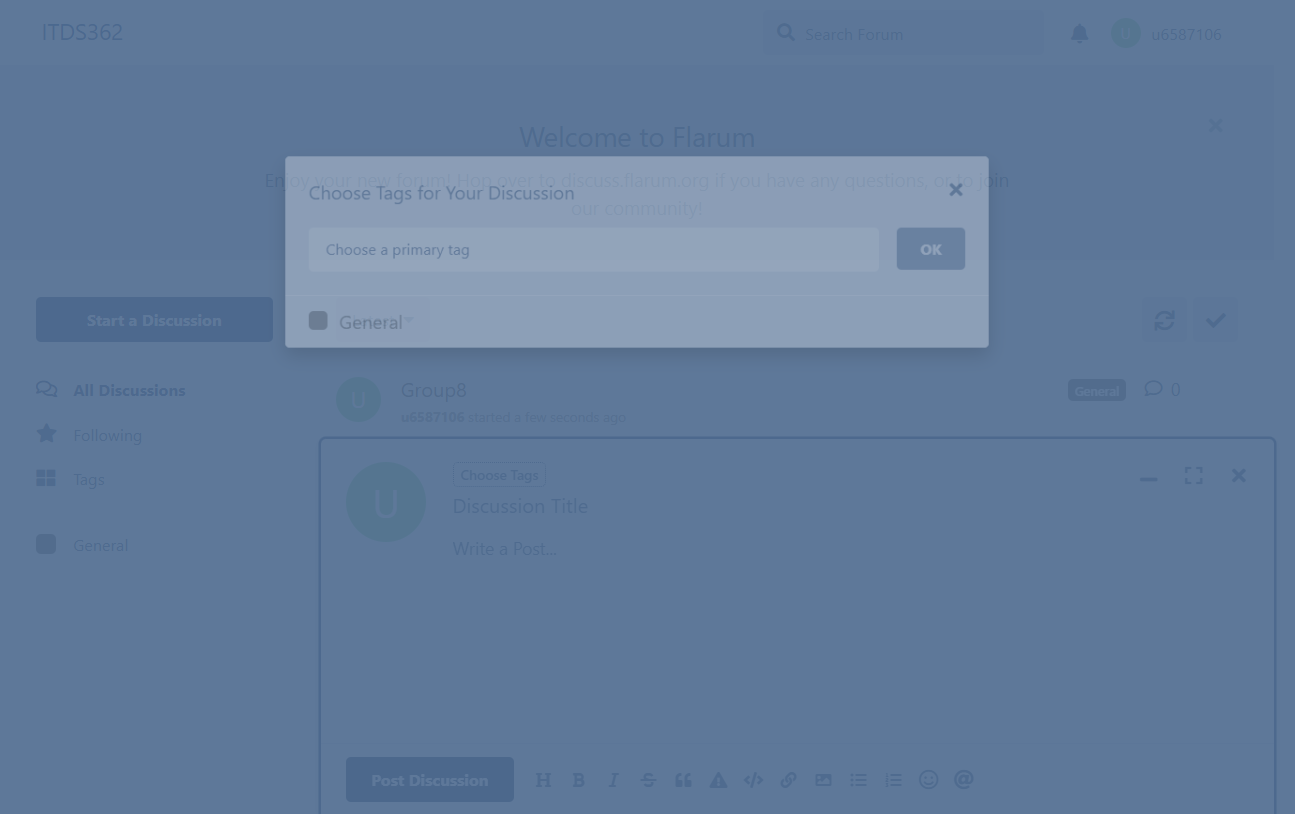 ITDS362
Search Forum
U
u6587106
Welcome to Flarum
Enjoy your new forum! Hop over to discuss.flarum.org if you have any questions, or to join
our community!
Choose Tags for Your Discussion
Choose a primary tag
OK
General
Start a Discussion
All Discussions
Following
Tags
General
U
Group8
u6587106 started a few seconds ago
General
0
U
Choose Tags
Discussion Title
Write a Post...
Post Discussion